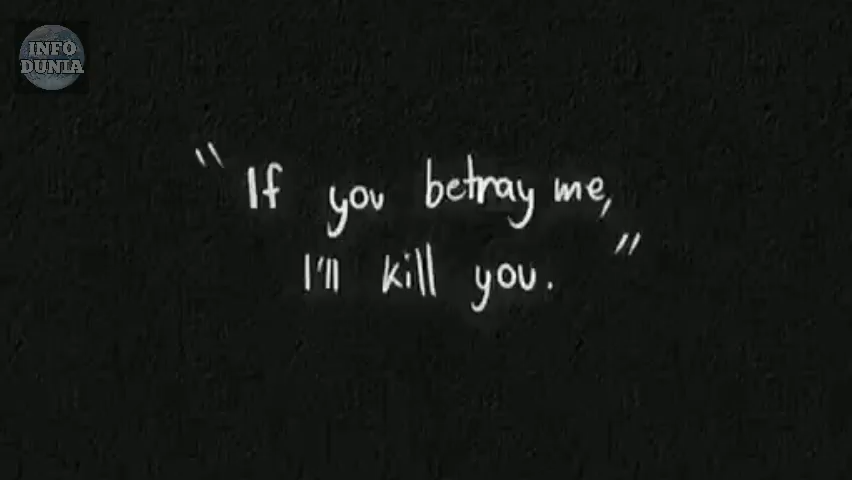 INFO
DUNIA
" If you betray me,
I'll kill you. "